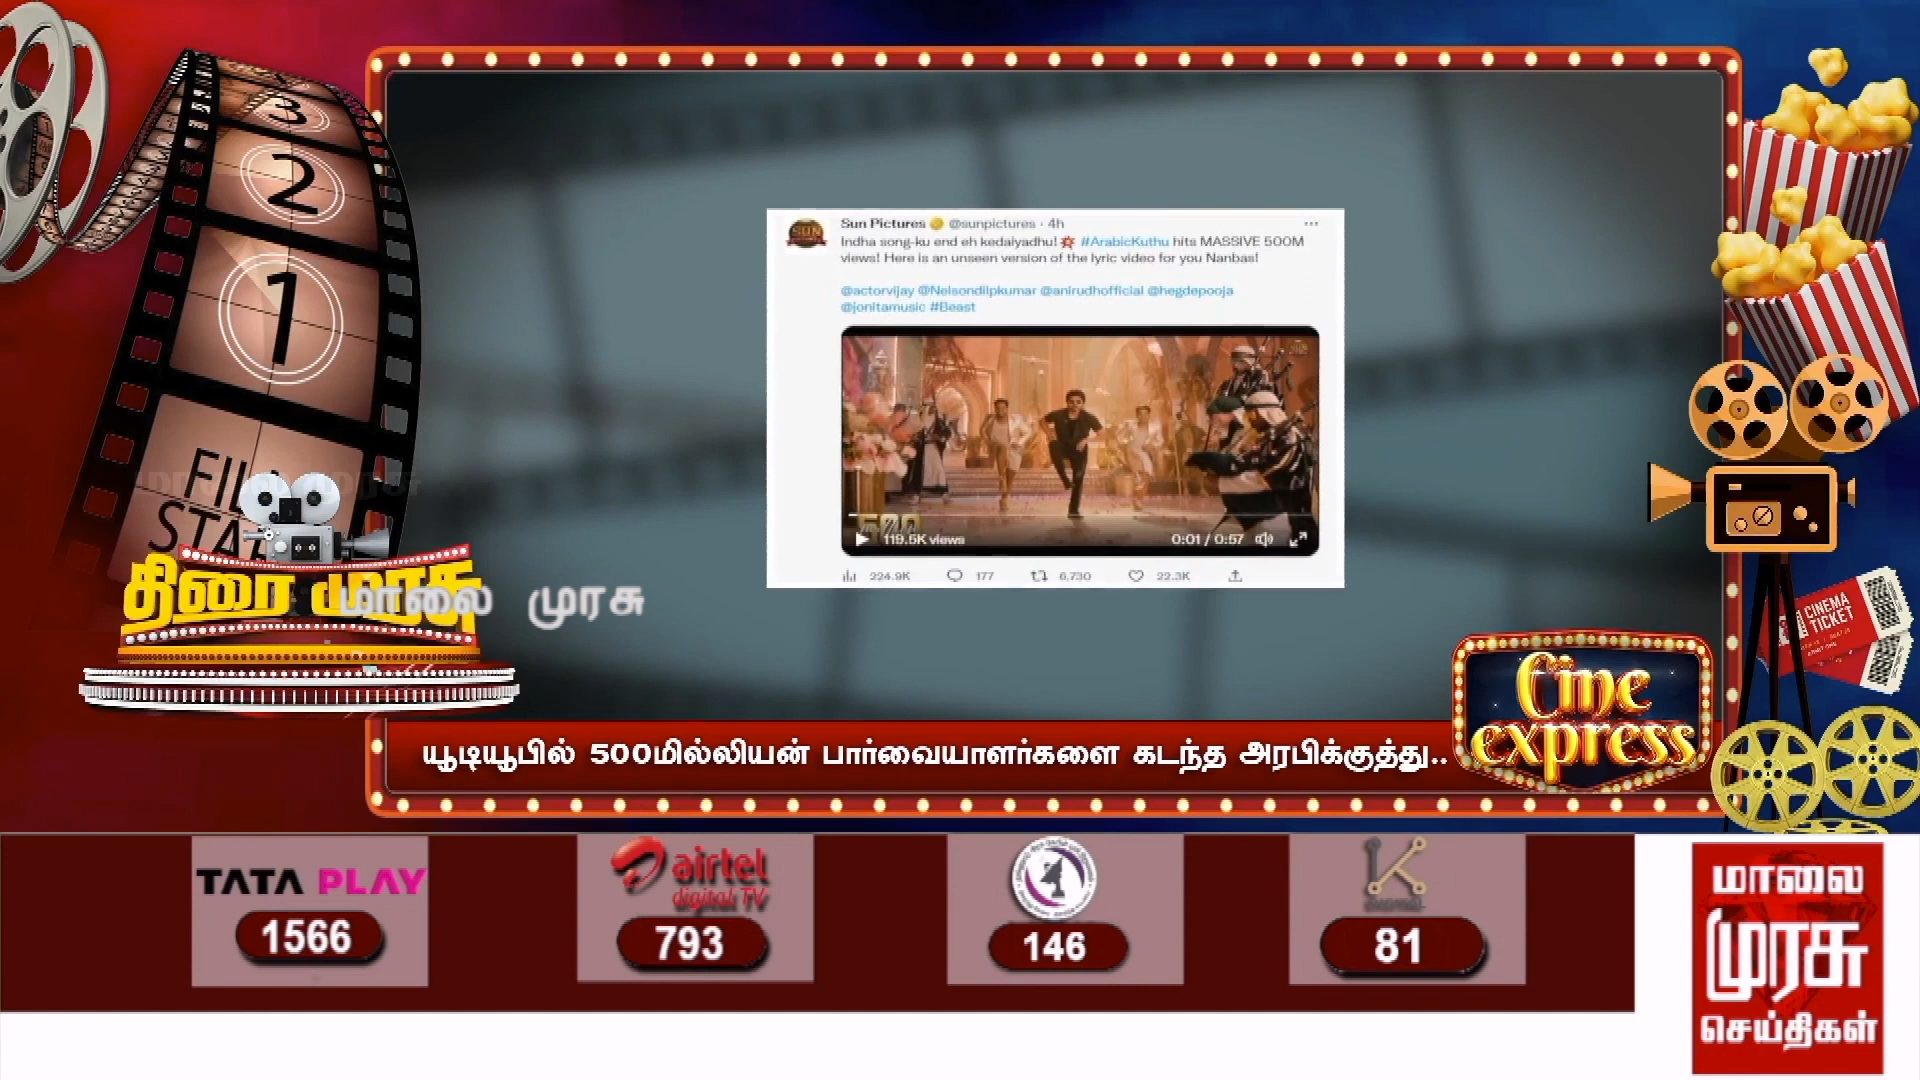 3
2
1
FIL
STA
திரை முரசு
மாலை முரசு
Sun Pictures @sunpictures · 4h
Indha song-ku end eh kedaiyadhu! #ArabicKuthu hits MASSIVE 500M
views! Here is an unseen version of the lyric video for you Nanbas!
@actorvijay @Nelsondilpkumar @anirudhofficial @hegdepooja
@jonitamusic #Beast
119.5K views
0:01 / 0:57
224.9K 177 6,730 22.3K
CINEMA
TICKET
Cine
express
யூடியூபில் 500மில்லியன் பார்வையாளர்களை கடந்த அரபிக்குத்து..
TATA PLAY
1566
airtel
digital TV
793
146
81
மாலை
முரசு
செய்திகள்